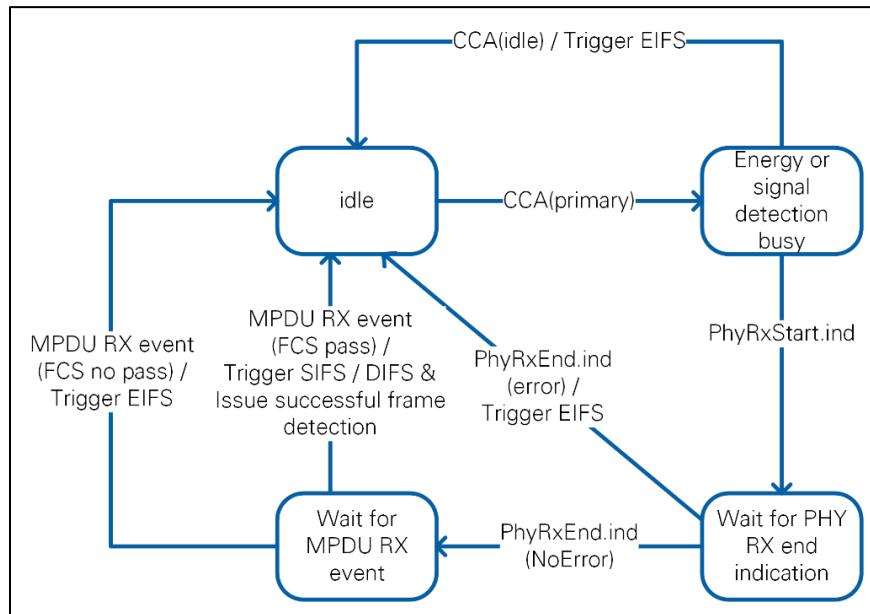 CCA(idle) / Trigger EIFS
idle
CCA(primary)
Energy or
signal
detection
busy
PhyRxStart.ind
MPDU RX event
(FCS no pass) /
Trigger EIFS
MPDU RX event
(FCS pass) /
Trigger SIFS / DIFS &
Issue successful frame
detection
PhyRxEnd.ind
(error) /
Trigger EIFS
Wait for
MPDU RX
event
PhyRxEnd.ind
(NoError)
Wait for PHY
RX end
indication